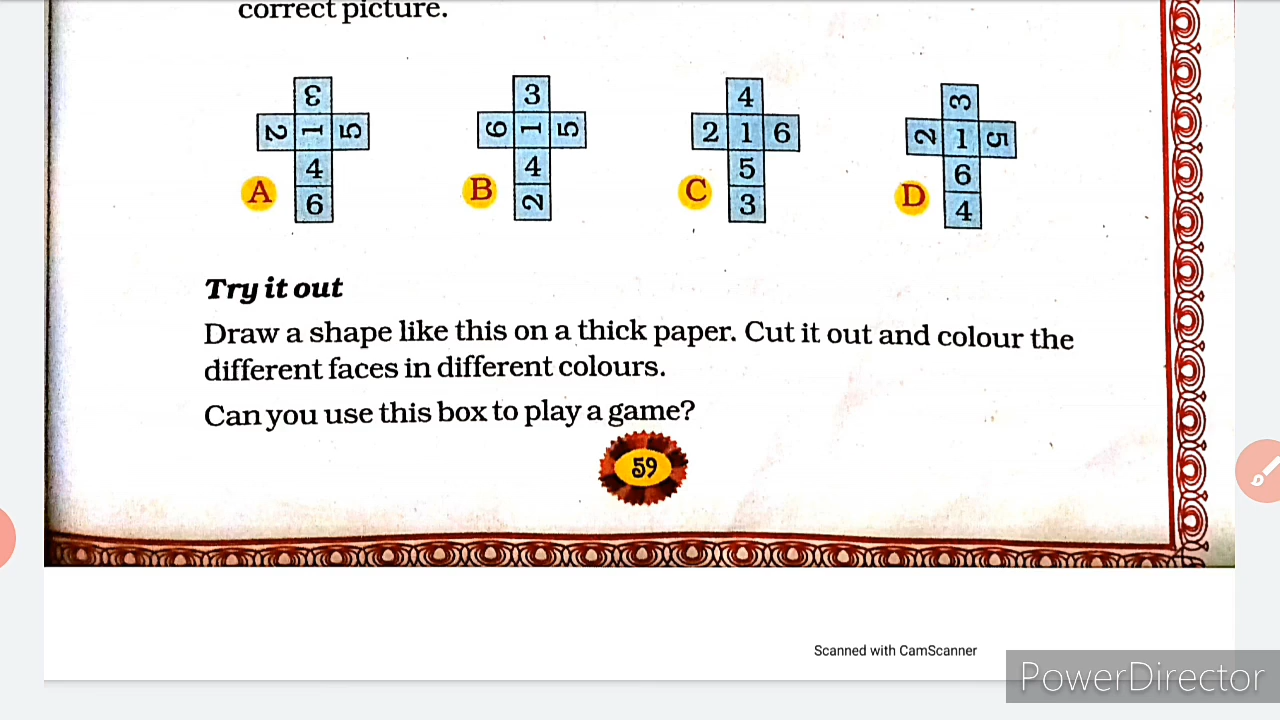 correct picture.
3
2 1 5
4
6
A
3
6 1 5
4
2
B
4
2 1 6
5
3
C
3
2 1 5
6
4
D
Try it out
Draw a shape like this on a thick paper. Cut it out and colour the
different faces in different colours.
Can you use this box to play a game?
59
Scanned with CamScanner
PowerDirector